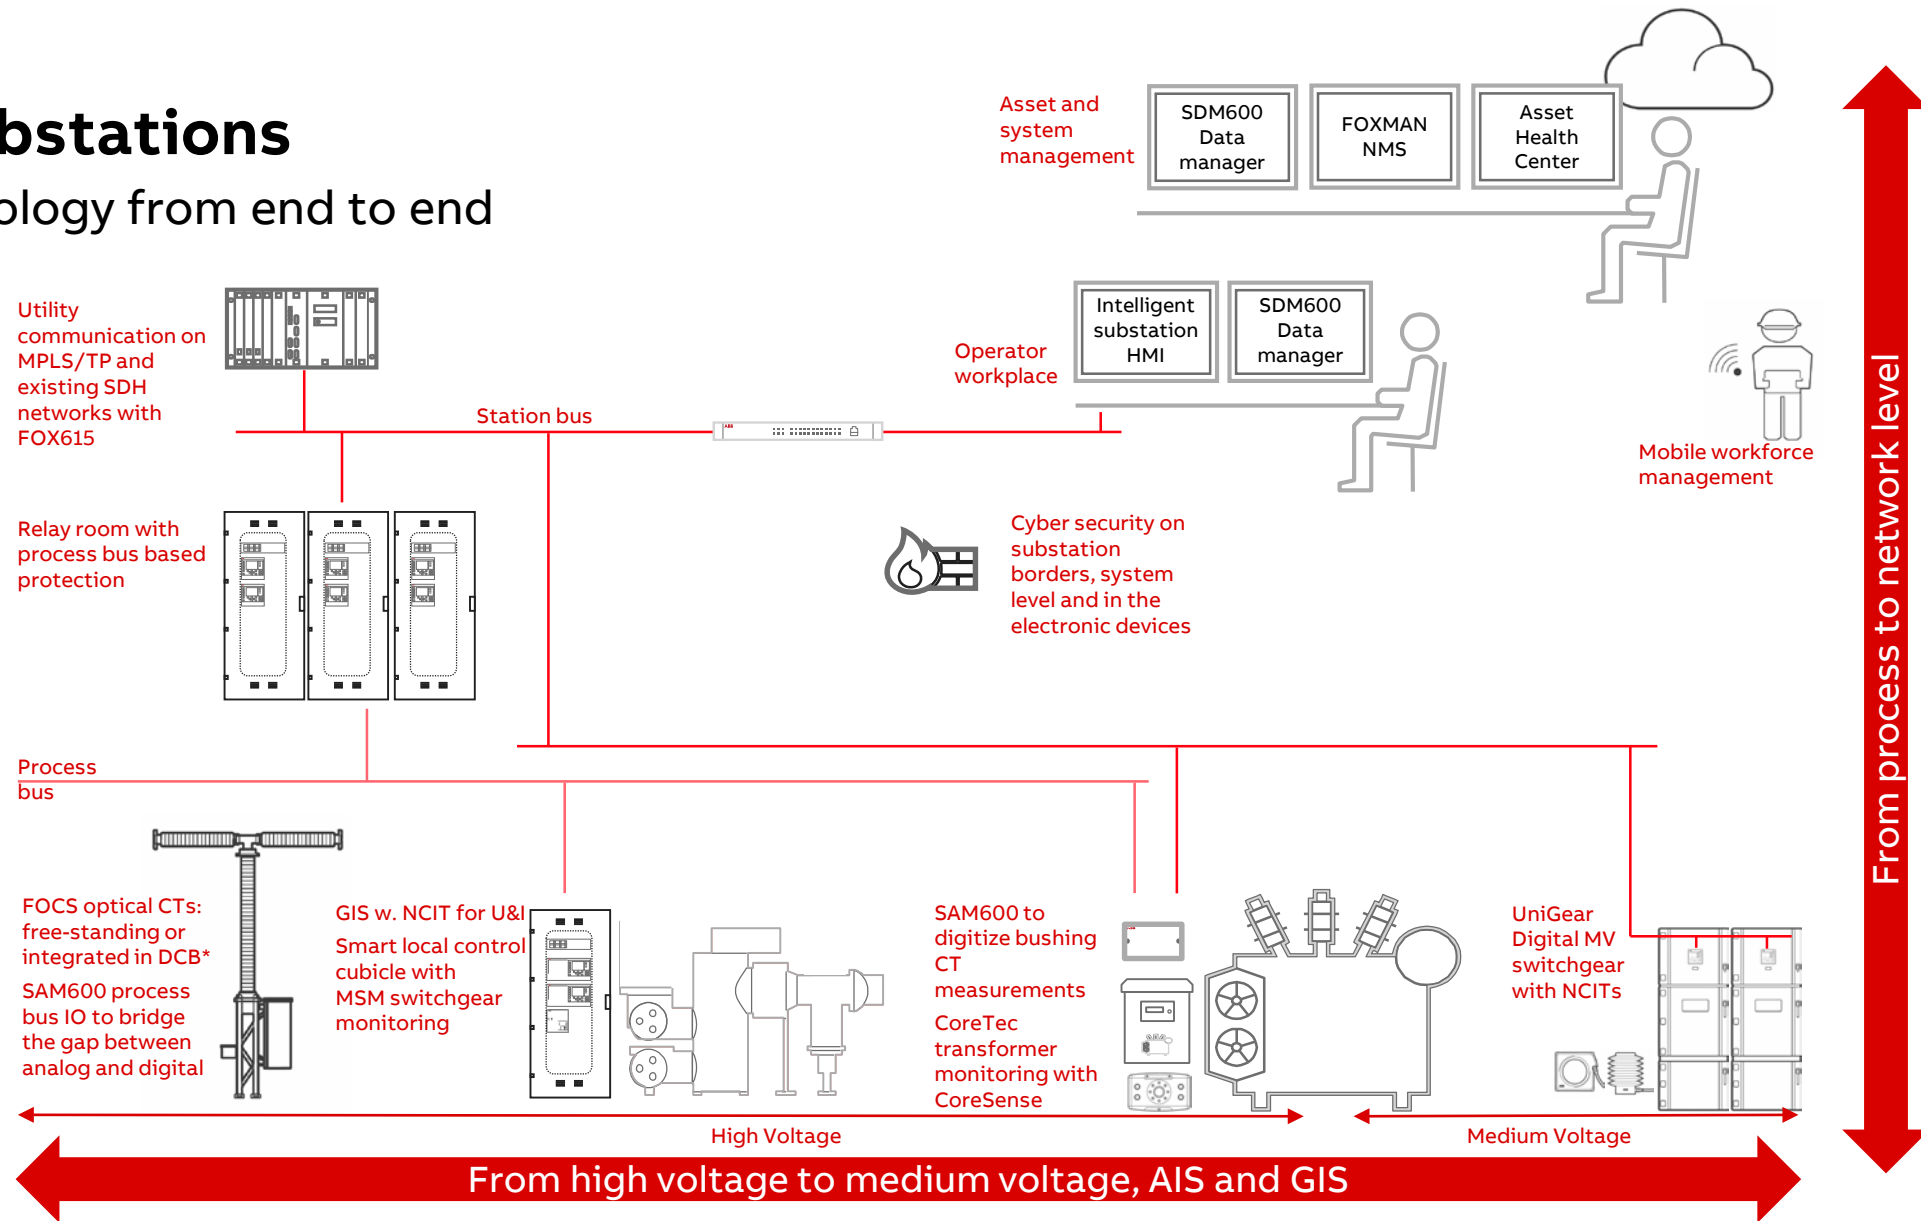 bstations
ology from end to end
Asset and
system
management
SDM600
Data
manager
FOXMAN
NMS
Asset
Health
Center
Utility
communication on
MPLS/TP and
existing SDH
networks with
FOX615
Station bus
Operator
workplace
Intelligent
substation
HMI
SDM600
Data
manager
ABB
Mobile workforce
management
Relay room with
process bus based
protection
Cyber security on
substation
borders, system
level and in the
electronic devices
Process
bus
FOCS optical CTs:
free-standing or
integrated in DCB*
SAM600 process
bus IO to bridge
the gap between
analog and digital
GIS w. NCIT for U&I
Smart local control
cubicle with
MSM switchgear
monitoring
SAM600 to
digitize bushing
CT
measurements
CoreTec
transformer
monitoring with
CoreSense
UniGear
Digital MV
switchgear
with NCITs
High Voltage
Medium Voltage
From high voltage to medium voltage, AIS and GIS
From process to network level